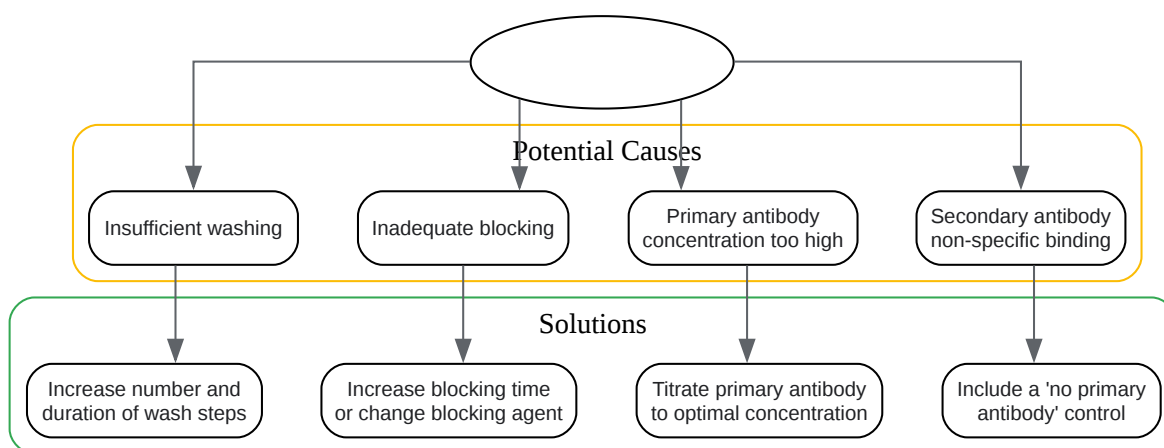 Potential Causes
Insufficient washing
Inadequate blocking
Primary antibody
concentration too high
Secondary antibody
non-specific binding
Solutions
Increase number and
duration of wash steps
Increase blocking time
or change blocking agent
Titrate primary antibody
to optimal concentration
Include a 'no primary
antibody' control